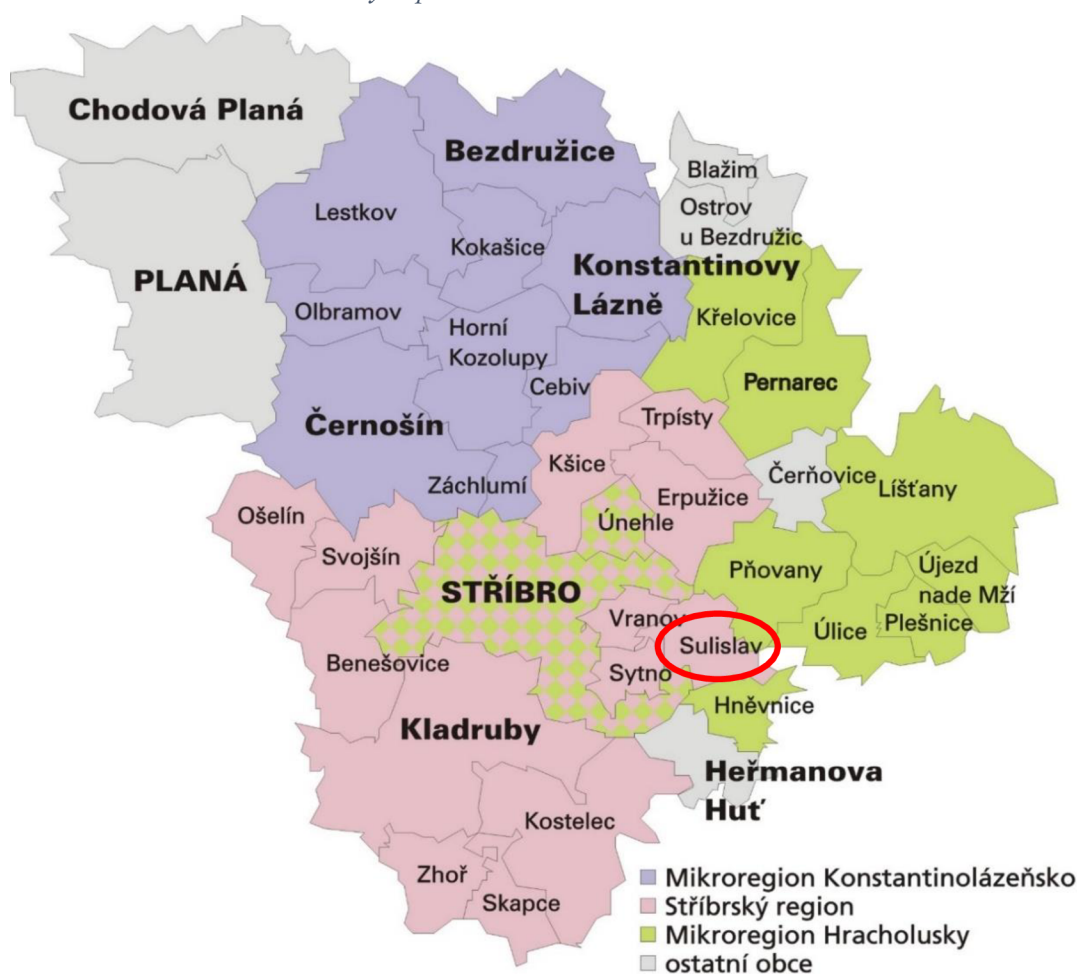 Chodová Planá
Bezdružice
Blažim
Lestkov
Ostrov
u Bezdružic
Kokašice
PLANÁ
Konstantinovy
Lázně
Olbramov
Horní
Kozolupy
Křelovice
Cebiv
Pernarec
Černošín
Trpísty
Kšice
Záchlumí
Erpužice
Čerňovice
Líšťany
Ošelín
Únehle
Svojšín
STŘÍBRO
Pňovany
Újezd
nade Mží
Vranov
Sulislav
Úlice
Plešnice
Benešovice
Sytno
Hněvnice
Kladruby
Heřmanova
Huť
Kostelec
Zhoř
Skapce
Mikroregion Konstantinolázeňsko
Stříbrský region
Mikroregion Hracholusky
ostatní obce